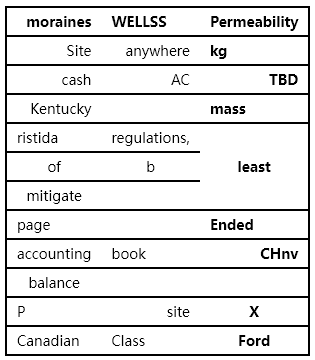 moraines WELLSS Permeability
Site anywhere kg
cash AC TBD
Kentucky mass
ristida regulations,
of b least
mitigate
page Ended
accounting book CHnv
balance
P site X
Canadian Class Ford